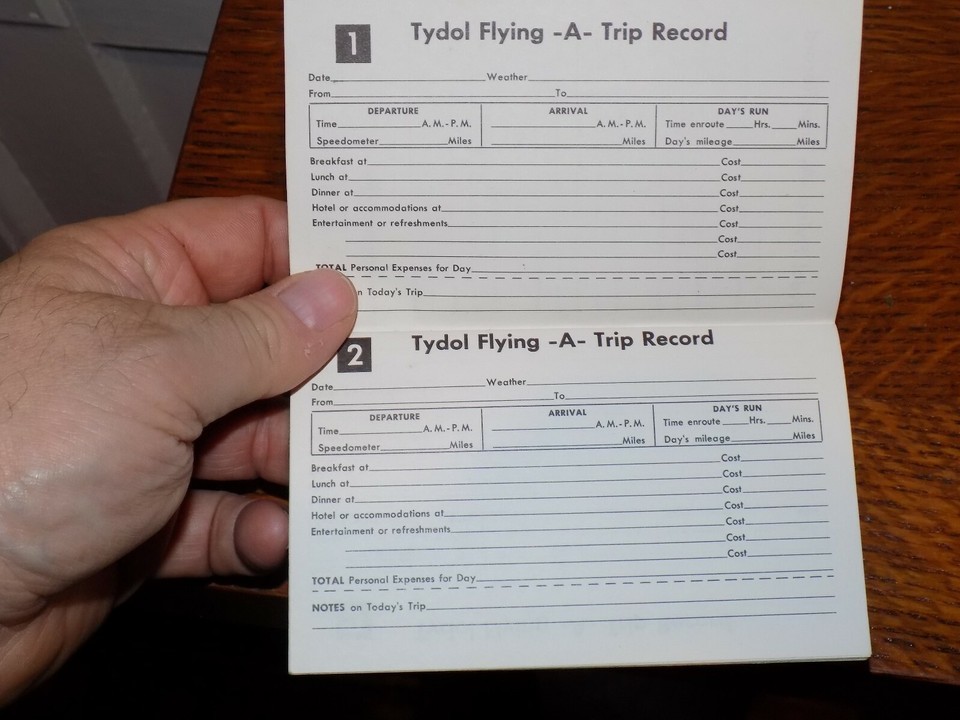 1 Tydol Flying -A- Trip Record
Date Weather
From To
DEPARTURE ARRIVAL DAY'S RUN
Time A. M. - P. M. A. M. - P. M. Time enroute Hrs. Mins.
Speedometer Miles Miles Day's mileage Miles
Breakfast at Cost
Lunch at Cost
Dinner at Cost
Hotel or accommodations at Cost
Entertainment or refreshments Cost
Cost
Cost
TOTAL Personal Expenses for Day
on Today's Trip
2 Tydol Flying -A- Trip Record
Date Weather
From To
DEPARTURE ARRIVAL DAY'S RUN
Time A. M. - P. M. A. M. - P. M. Time enroute Hrs. Mins.
Speedometer Miles Miles Day's mileage Miles
Breakfast at Cost
Lunch at Cost
Dinner at Cost
Hotel or accommodations at Cost
Entertainment or refreshments Cost
Cost
Cost
TOTAL Personal Expenses for Day
NOTES on Today's Trip